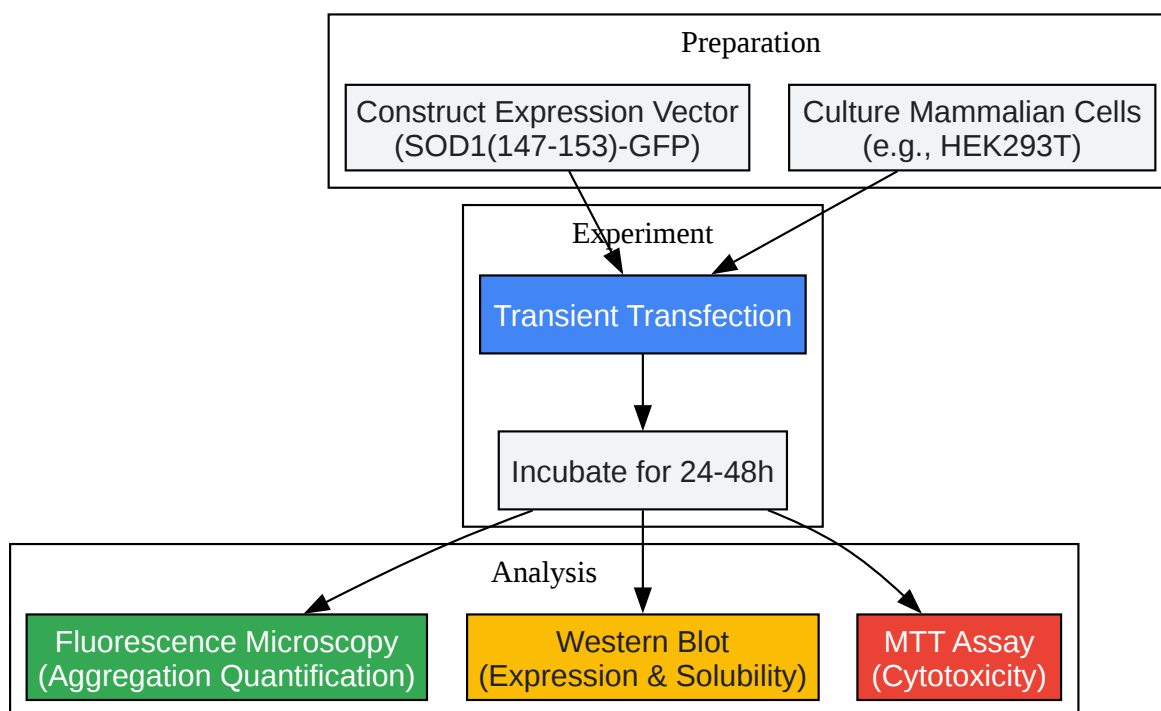 Preparation
Construct Expression Vector
(SOD1(147-153)-GFP)
Culture Mammalian Cells
(e.g., HEK293T)
Experiment
Transient Transfection
Incubate for 24-48h
Analysis
Fluorescence Microscopy
(Aggregation Quantification)
Western Blot
(Expression & Solubility)
MTT Assay
(Cytotoxicity)